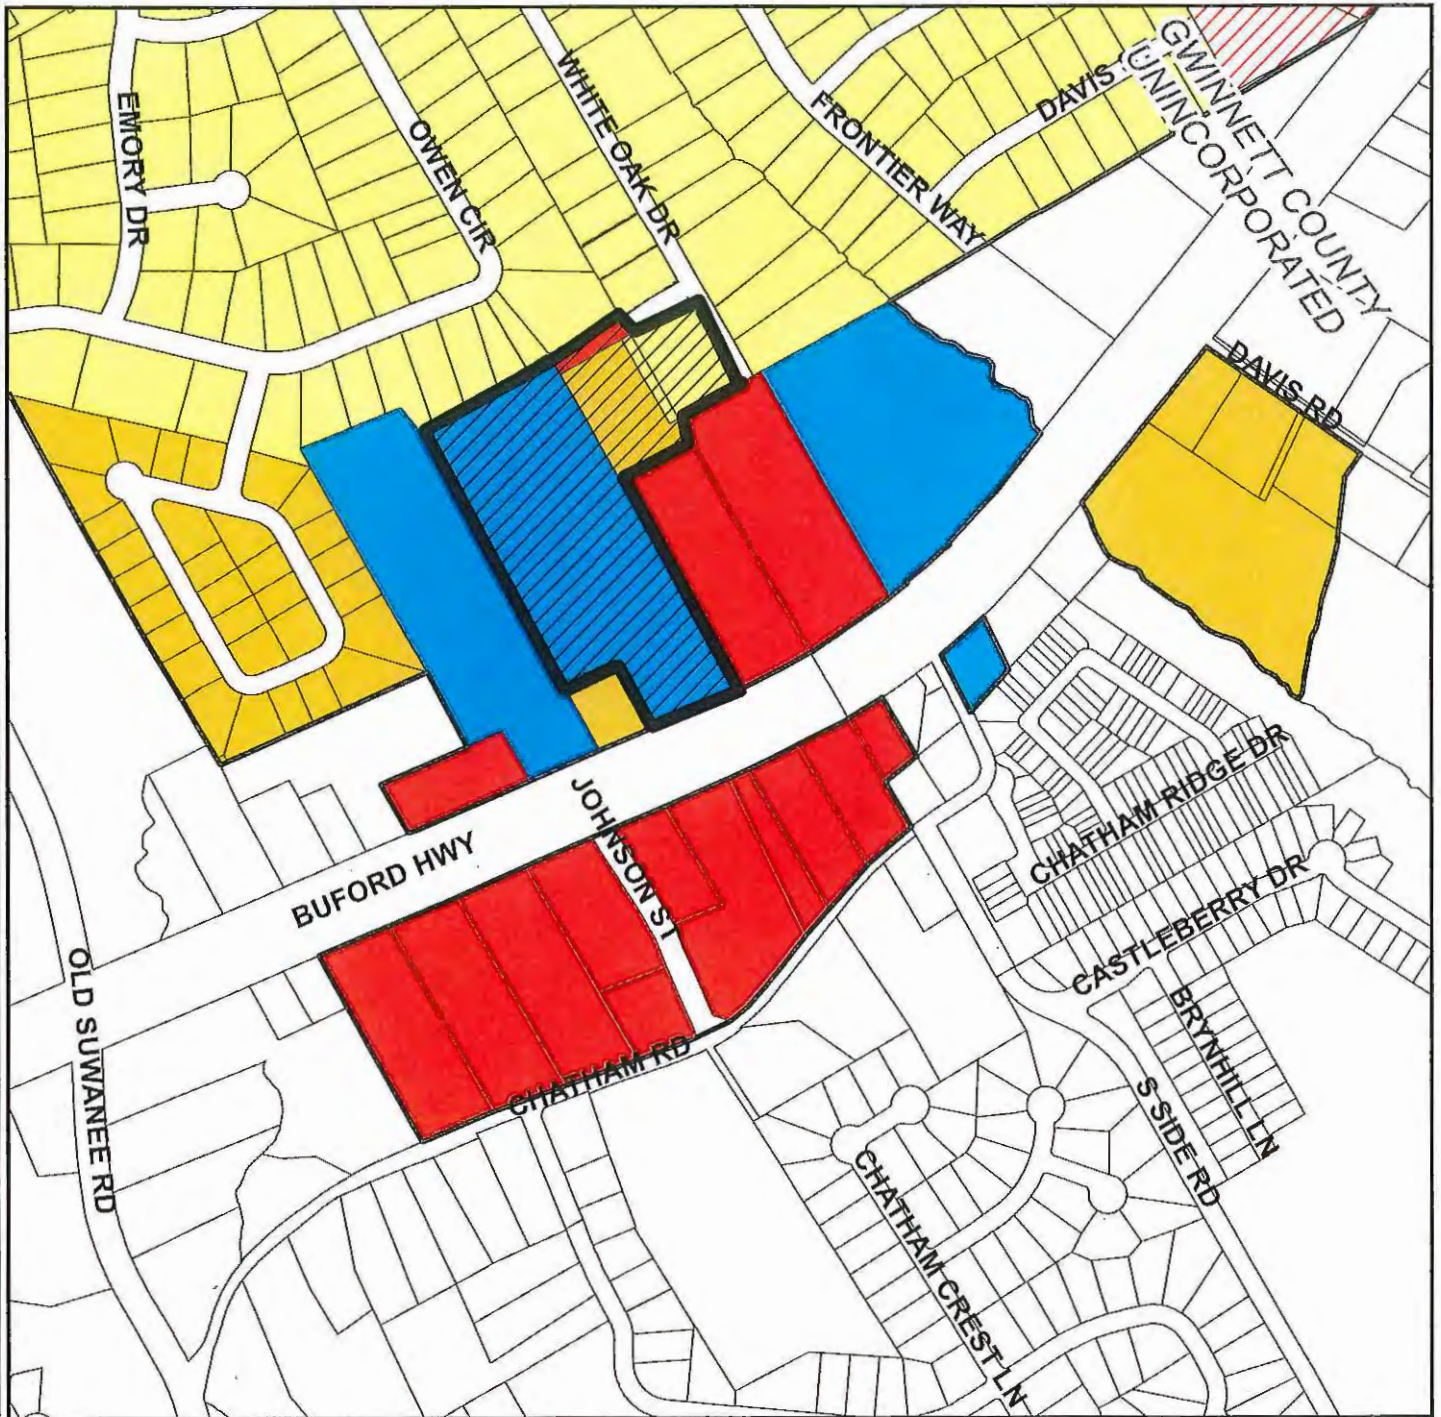 EMORY DR
OWEN CIR
WHITE OAK DR
FRONTIER WAY
DAVIS
GWINNETT COUNTY
UNINCORPORATED
DAVIS RD
BUFORD HWY
JOHNSON ST
CHATHAM RIDGE DR
CASTLEBERRY DR
BRYNHILL LN
OLD SUWANEE RD
CHATHAM RD
S SIDE RD
CHATHAM CREST LN